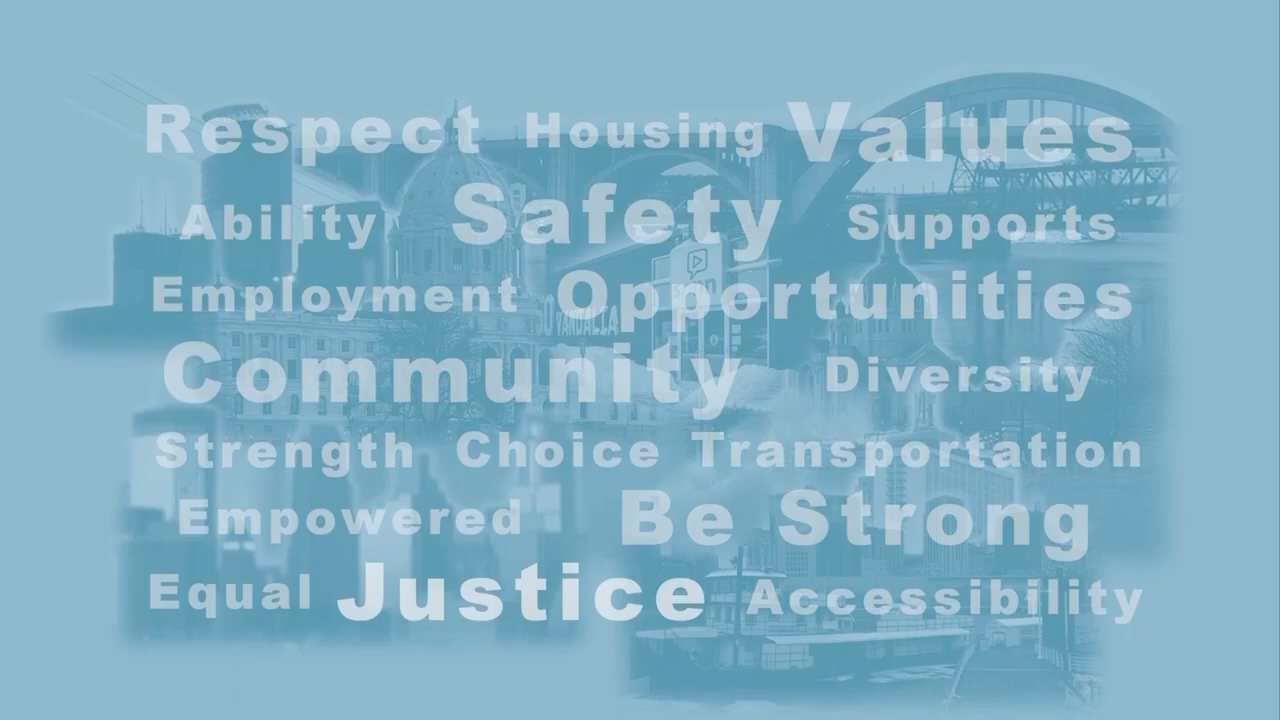 Respect Housing Values
Ability Safety Supports
Employment Opportunities
VANDALIA
Community Diversity
Strength Choice Transportation
Empowered Be Strong
Equal Justice Accessibility